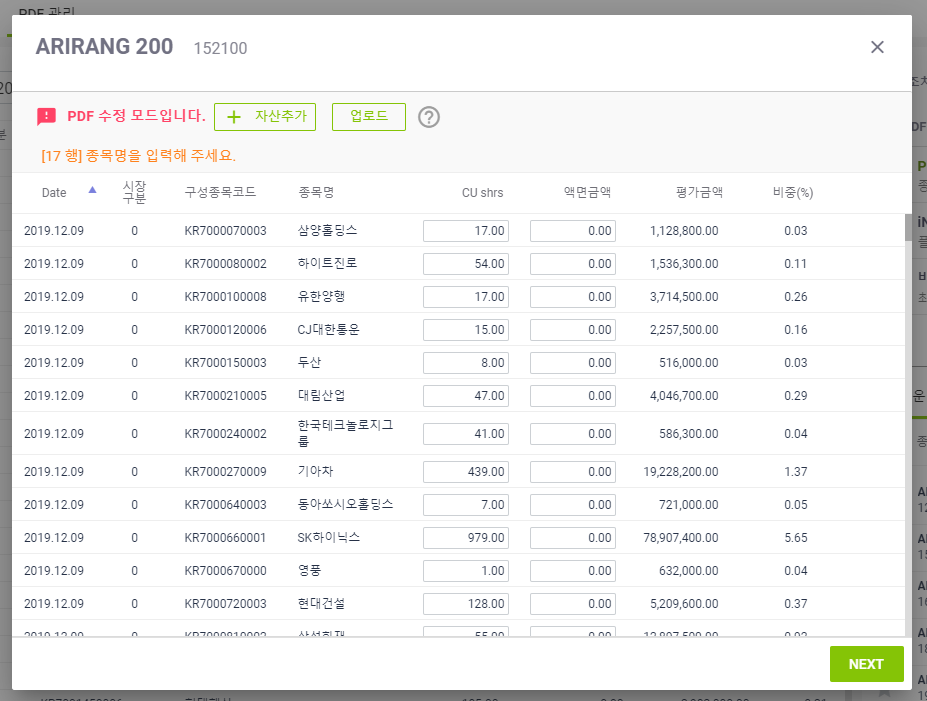 PDF 관리
ARIRANG 200 152100
PDF 수정 모드입니다. + 자산추가 업로드 ?
[17 행] 종목명을 입력해 주세요.
Date 시장구분 구성종목코드 종목명 CU shrs 액면금액 평가금액 비중(%)
2019.12.09 0 KR7000070003 삼양홀딩스 17.00 0.00 1,128,800.00 0.03
2019.12.09 0 KR7000080002 하이트진로 54.00 0.00 1,536,300.00 0.11
2019.12.09 0 KR7000100008 유한양행 17.00 0.00 3,714,500.00 0.26
2019.12.09 0 KR7000120006 CJ대한통운 15.00 0.00 2,257,500.00 0.16
2019.12.09 0 KR7000150003 두산 8.00 0.00 516,000.00 0.03
2019.12.09 0 KR7000210005 대림산업 47.00 0.00 4,046,700.00 0.29
2019.12.09 0 KR7000240002 한국테크놀로지그룹 41.00 0.00 586,300.00 0.04
2019.12.09 0 KR7000270009 기아차 439.00 0.00 19,228,200.00 1.37
2019.12.09 0 KR7000640003 동아쏘시오홀딩스 7.00 0.00 721,000.00 0.05
2019.12.09 0 KR7000660001 SK하이닉스 979.00 0.00 78,907,400.00 5.65
2019.12.09 0 KR7000670000 영풍 1.00 0.00 632,000.00 0.04
2019.12.09 0 KR7000720003 현대건설 128.00 0.00 5,209,600.00 0.37
2019.12.09 0
NEXT